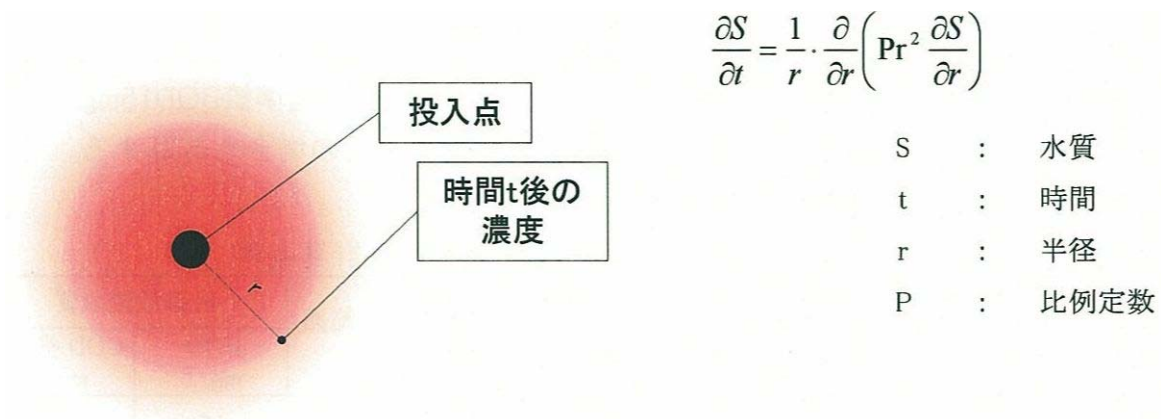 ∂S/∂t = 1/r · ∂/∂r ( Pr² ∂S/∂r )
投入点
時間t後の
濃度
r
S : 水質
t : 時間
r : 半径
P : 比例定数